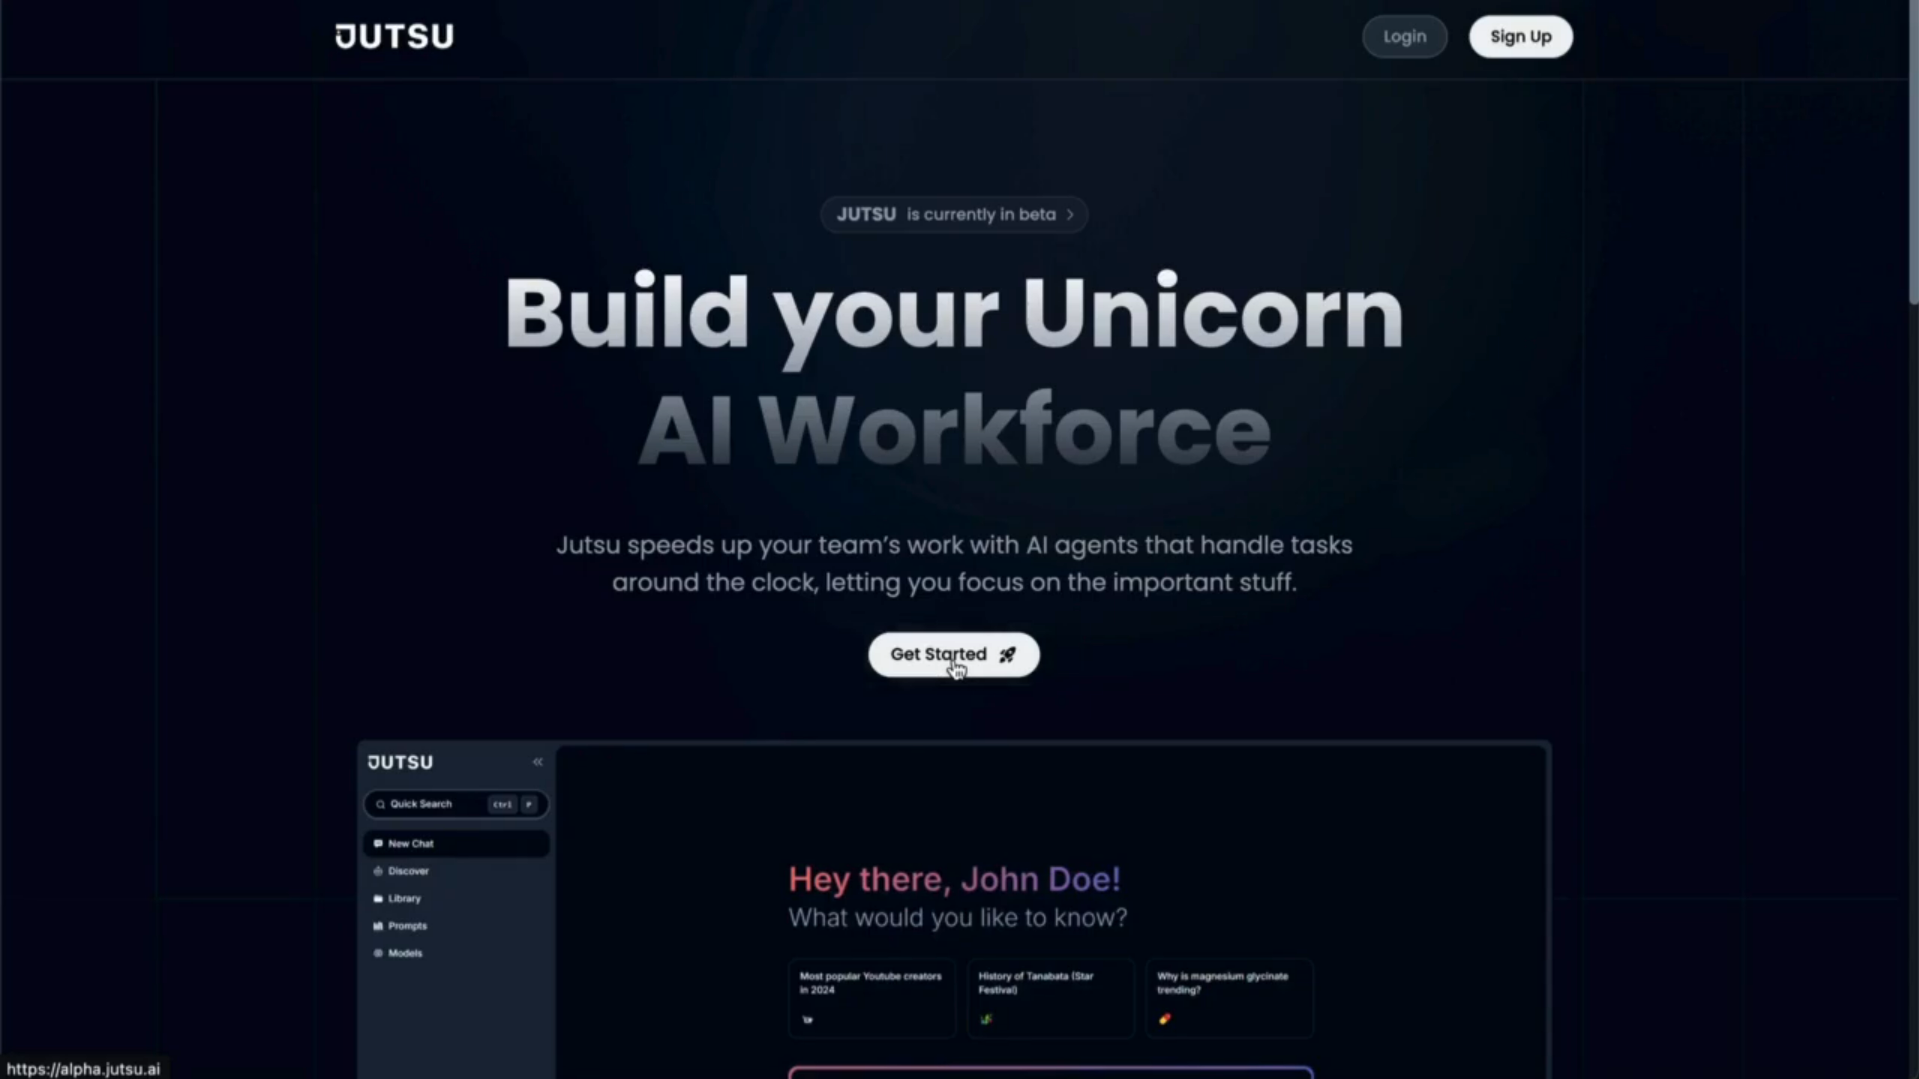 JUTSU
Login
Sign Up
JUTSU is currently in beta
Build your Unicorn
AI Workforce
Jutsu speeds up your team's work with AI agents that handle tasks
around the clock, letting you focus on the important stuff.
Get Started
JUTSU
Quick Search Ctrl P
New Chat
Discover
Library
Prompts
Models
Hey there, John Doe!
What would you like to know?
Most popular Youtube creators
in 2024
History of Tanabata (Star
Festival)
Why is magnesium glycinate
trending?
https://alpha.jutsu.ai